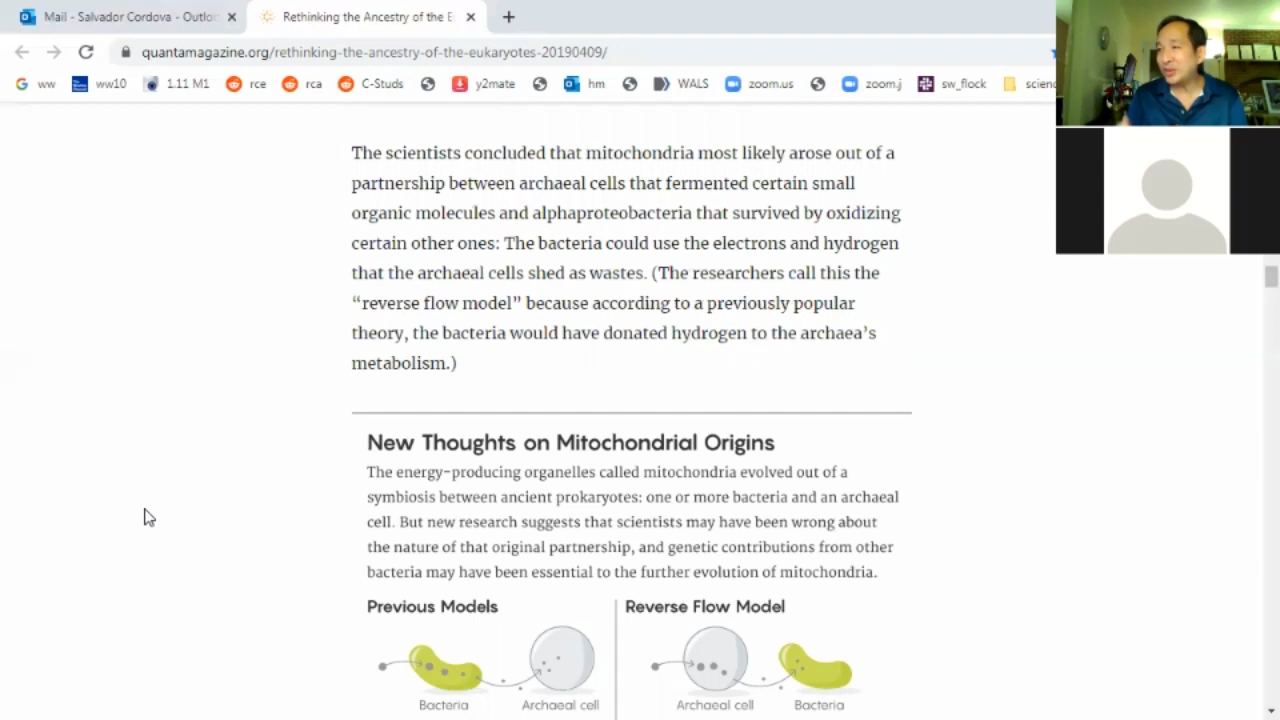 Mail - Salvador Cordova - Outlo
Rethinking the Ancestry of the E
quantamagazine.org/rethinking-the-ancestry-of-the-eukaryotes-20190409/
ww
ww10
1.11 M1
rce
rca
C-Studs
y2mate
hm
WALS
zoom.us
zoom.j
sw_flock
scienc
The scientists concluded that mitochondria most likely arose out of a
partnership between archaeal cells that fermented certain small
organic molecules and alphaproteobacteria that survived by oxidizing
certain other ones: The bacteria could use the electrons and hydrogen
that the archaeal cells shed as wastes. (The researchers call this the
“reverse flow model” because according to a previously popular
theory, the bacteria would have donated hydrogen to the archaea’s
metabolism.)
New Thoughts on Mitochondrial Origins
The energy-producing organelles called mitochondria evolved out of a
symbiosis between ancient prokaryotes: one or more bacteria and an archaeal
cell. But new research suggests that scientists may have been wrong about
the nature of that original partnership, and genetic contributions from other
bacteria may have been essential to the further evolution of mitochondria.
Previous Models
Reverse Flow Model
Bacteria
Archaeal cell
Archaeal cell
Bacteria